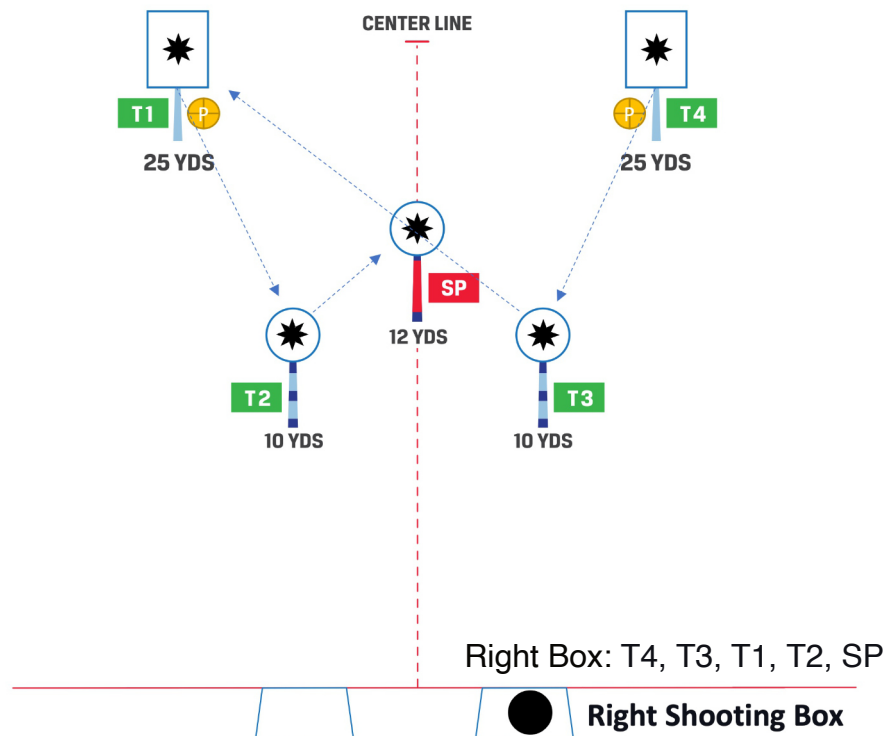 CENTER LINE
T1
P
P
T4
25 YDS
25 YDS
SP
12 YDS
T2
T3
10 YDS
10 YDS
Right Box: T4, T3, T1, T2, SP
Right Shooting Box